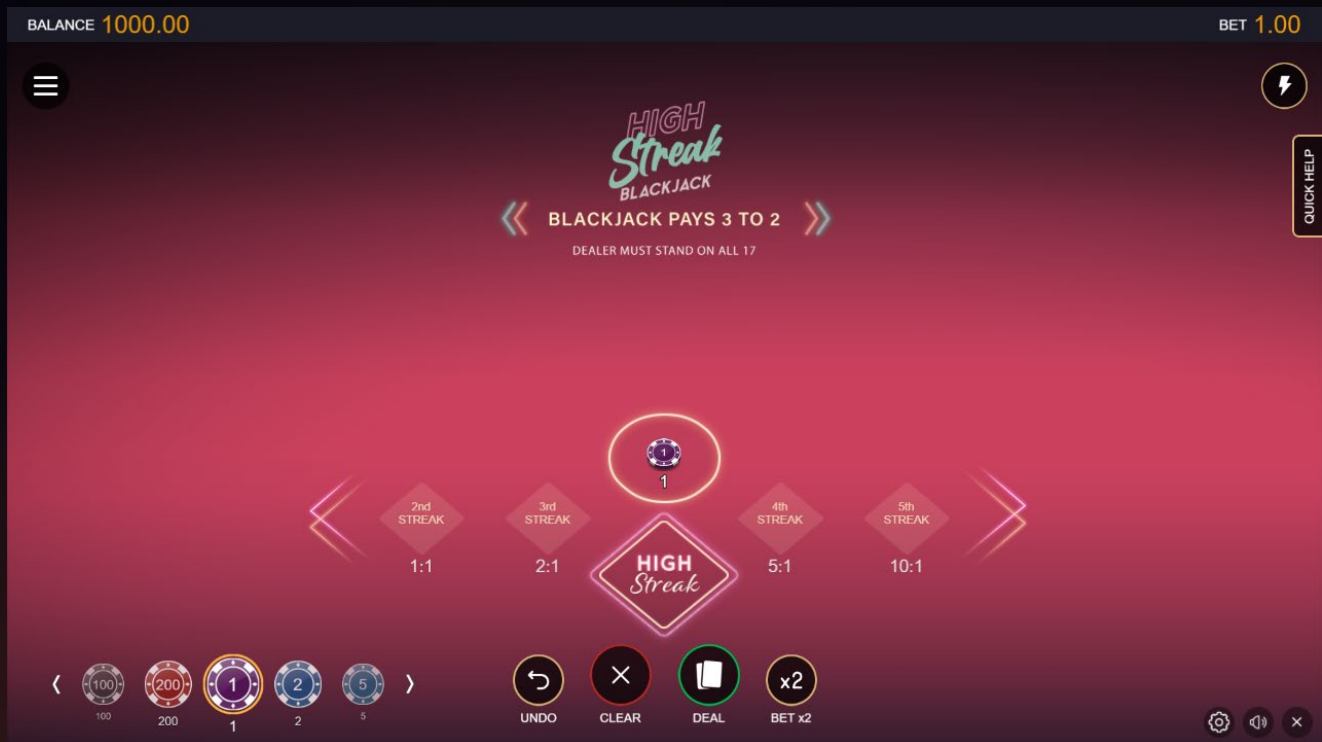 BALANCE 1000.00
BET 1.00
HIGH
Streak
BLACKJACK
BLACKJACK PAYS 3 TO 2
DEALER MUST STAND ON ALL 17
QUICK HELP
1
1
2nd
STREAK
1:1
3rd
STREAK
2:1
HIGH
Streak
4th
STREAK
5:1
5th
STREAK
10:1
100
100
200
200
1
1
2
2
5
5
UNDO
CLEAR
DEAL
x2
BET x2